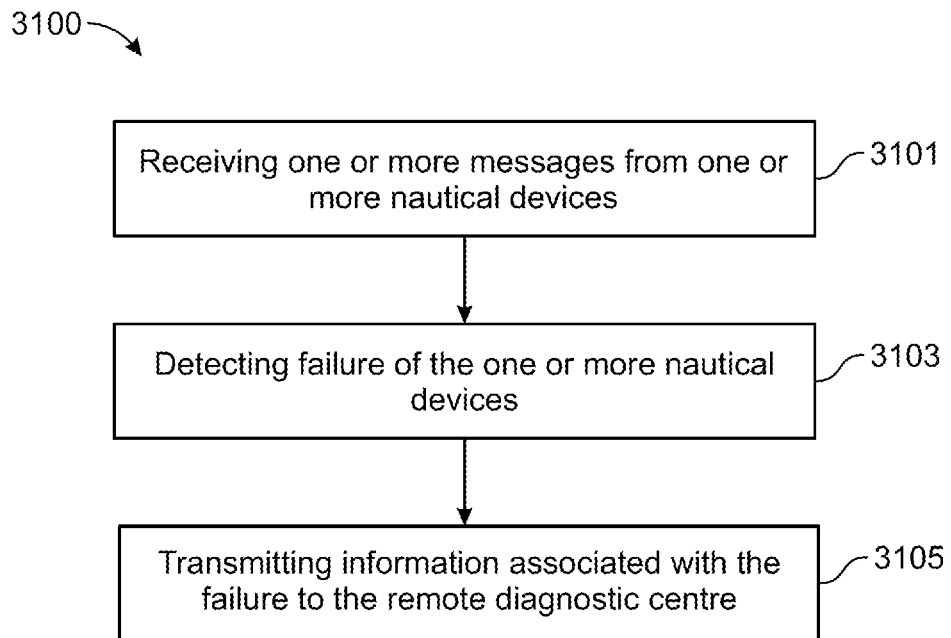 3100
Receiving one or more messages from one or
more nautical devices
3101
Detecting failure of the one or more nautical
devices
3103
Transmitting information associated with the
failure to the remote diagnostic centre
3105